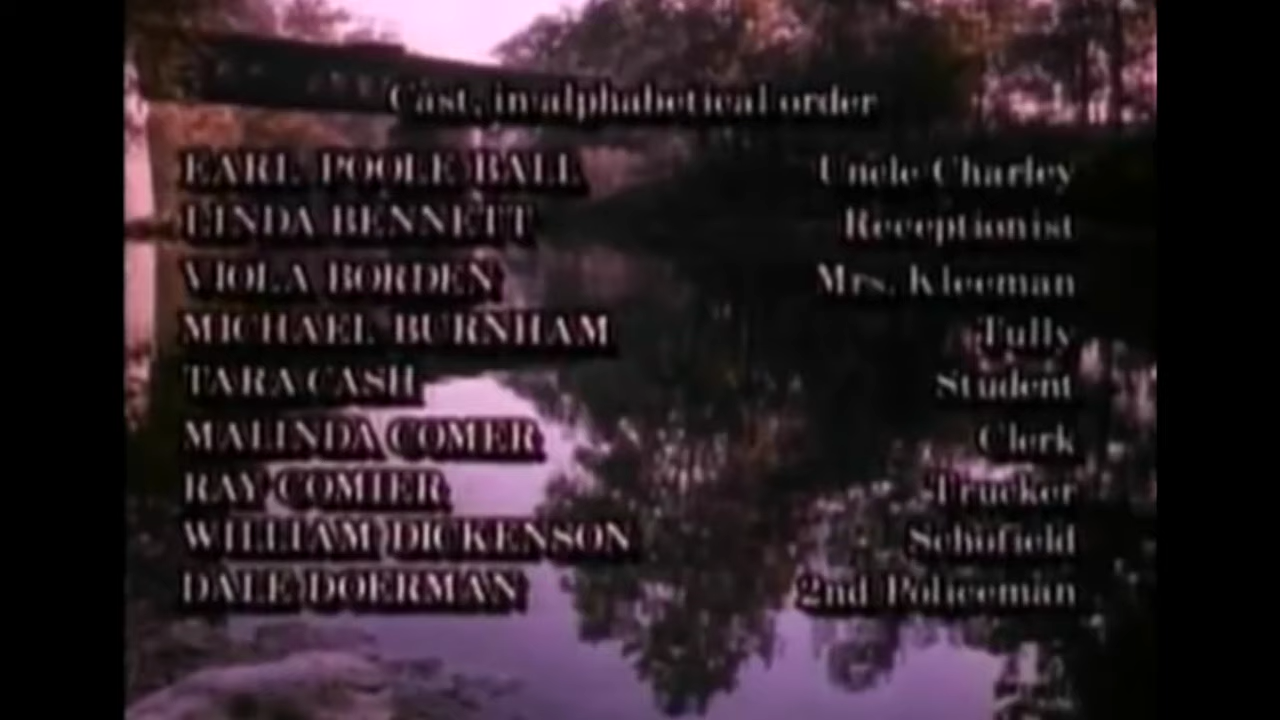 Cast, in alphabetical order
EARL POOLE BALL Uncle Charley
LINDA BENNETT Receptionist
VIOLA BORDEN Mrs. Kleeman
MICHAEL BURNHAM Tully
TARA CASH Student
MALINDA COMER Clerk
RAY COMIER Trucker
WILLIAM DICKENSON Schofield
DALE DOERMAN 2nd Policeman